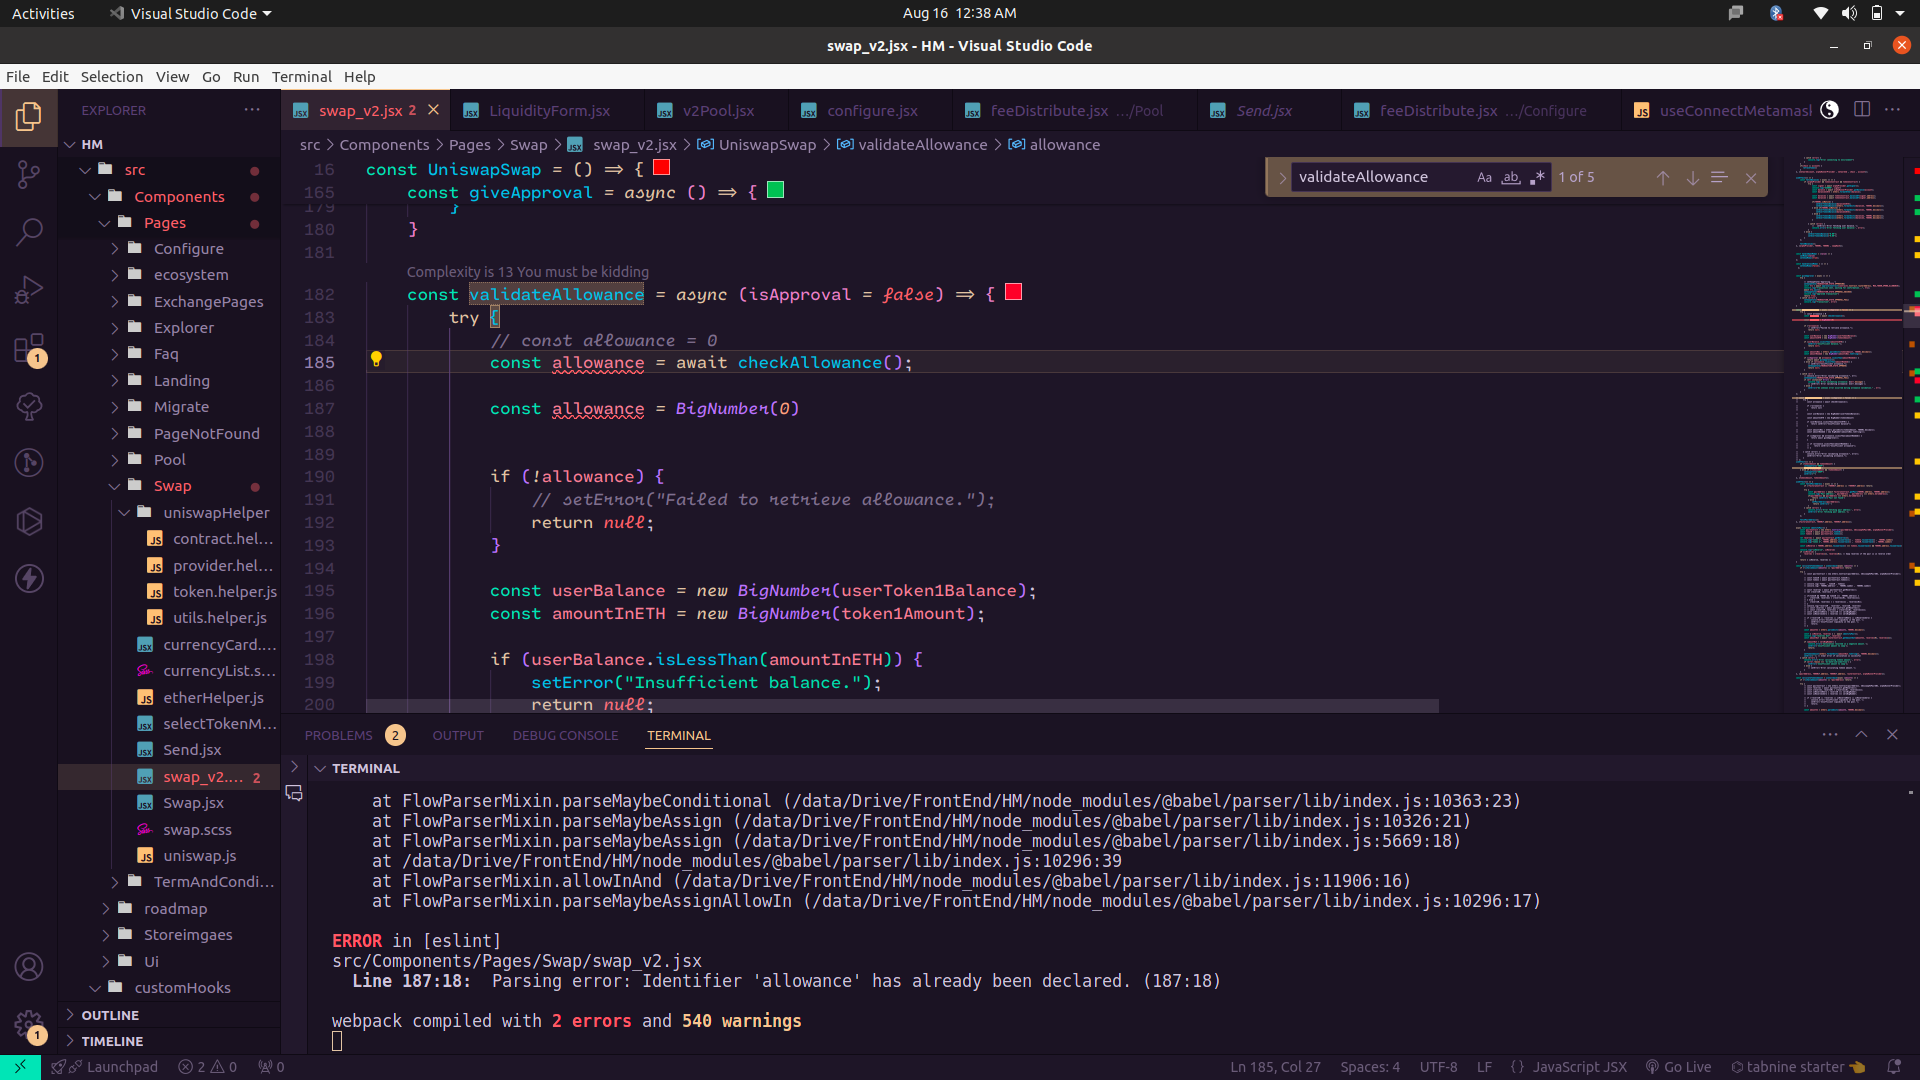 Activities
Visual Studio Code
Aug 16 12:38 AM
swap_v2.jsx - HM - Visual Studio Code
File Edit Selection View Go Run Terminal Help
EXPLORER
swap_v2.jsx 2
LiquidityForm.jsx
v2Pool.jsx
configure.jsx
feeDistribute.jsx .../Pool
Send.jsx
feeDistribute.jsx .../Configure
useConnectMetamask
HM
src
Components
Pages
Configure
ecosystem
ExchangePages
Explorer
Faq
Landing
Migrate
PageNotFound
Pool
Swap
uniswapHelper
contract.hel...
provider.hel...
token.helper.js
utils.helper.js
currencyCard....
currencyList.s...
etherHelper.js
selectTokenM...
Send.jsx
swap_v2.... 2
Swap.jsx
swap.scss
uniswap.js
TermAndCondi...
roadmap
Storeimgaes
Ui
customHooks
OUTLINE
TIMELINE
1
1
src > Components > Pages > Swap > swap_v2.jsx > UniswapSwap > validateAllowance > allowance
validateAllowance
Aa ab .*
1 of 5
16 const UniswapSwap = () => {
165 const giveApproval = async () => {
179 }
180 }
181
Complexity is 13 You must be kidding
182 const validateAllowance = async (isApproval = false) => {
183 try {
184 // const allowance = 0
185 const allowance = await checkAllowance();
186
187 const allowance = BigNumber(0)
188
189
190 if (!allowance) {
191 // setError("Failed to retrieve allowance.");
192 return null;
193 }
194
195 const userBalance = new BigNumber(userToken1Balance);
196 const amountInETH = new BigNumber(token1Amount);
197
198 if (userBalance.isLessThan(amountInETH)) {
199 setError("Insufficient balance.");
200 return null;
PROBLEMS 2 OUTPUT DEBUG CONSOLE TERMINAL
TERMINAL
at FlowParserMixin.parseMaybeConditional (/data/Drive/FrontEnd/HM/node_modules/@babel/parser/lib/index.js:10363:23)
at FlowParserMixin.parseMaybeAssign (/data/Drive/FrontEnd/HM/node_modules/@babel/parser/lib/index.js:10326:21)
at FlowParserMixin.parseMaybeAssign (/data/Drive/FrontEnd/HM/node_modules/@babel/parser/lib/index.js:5669:18)
at /data/Drive/FrontEnd/HM/node_modules/@babel/parser/lib/index.js:10296:39
at FlowParserMixin.allowInAnd (/data/Drive/FrontEnd/HM/node_modules/@babel/parser/lib/index.js:11906:16)
at FlowParserMixin.parseMaybeAssignAllowIn (/data/Drive/FrontEnd/HM/node_modules/@babel/parser/lib/index.js:10296:17)
ERROR in [eslint]
src/Components/Pages/Swap/swap_v2.jsx
Line 187:18: Parsing error: Identifier 'allowance' has already been declared. (187:18)
webpack compiled with 2 errors and 540 warnings
Launchpad 2 0 0
Ln 185, Col 27 Spaces: 4 UTF-8 LF {} JavaScript JSX Go Live tabnine starter